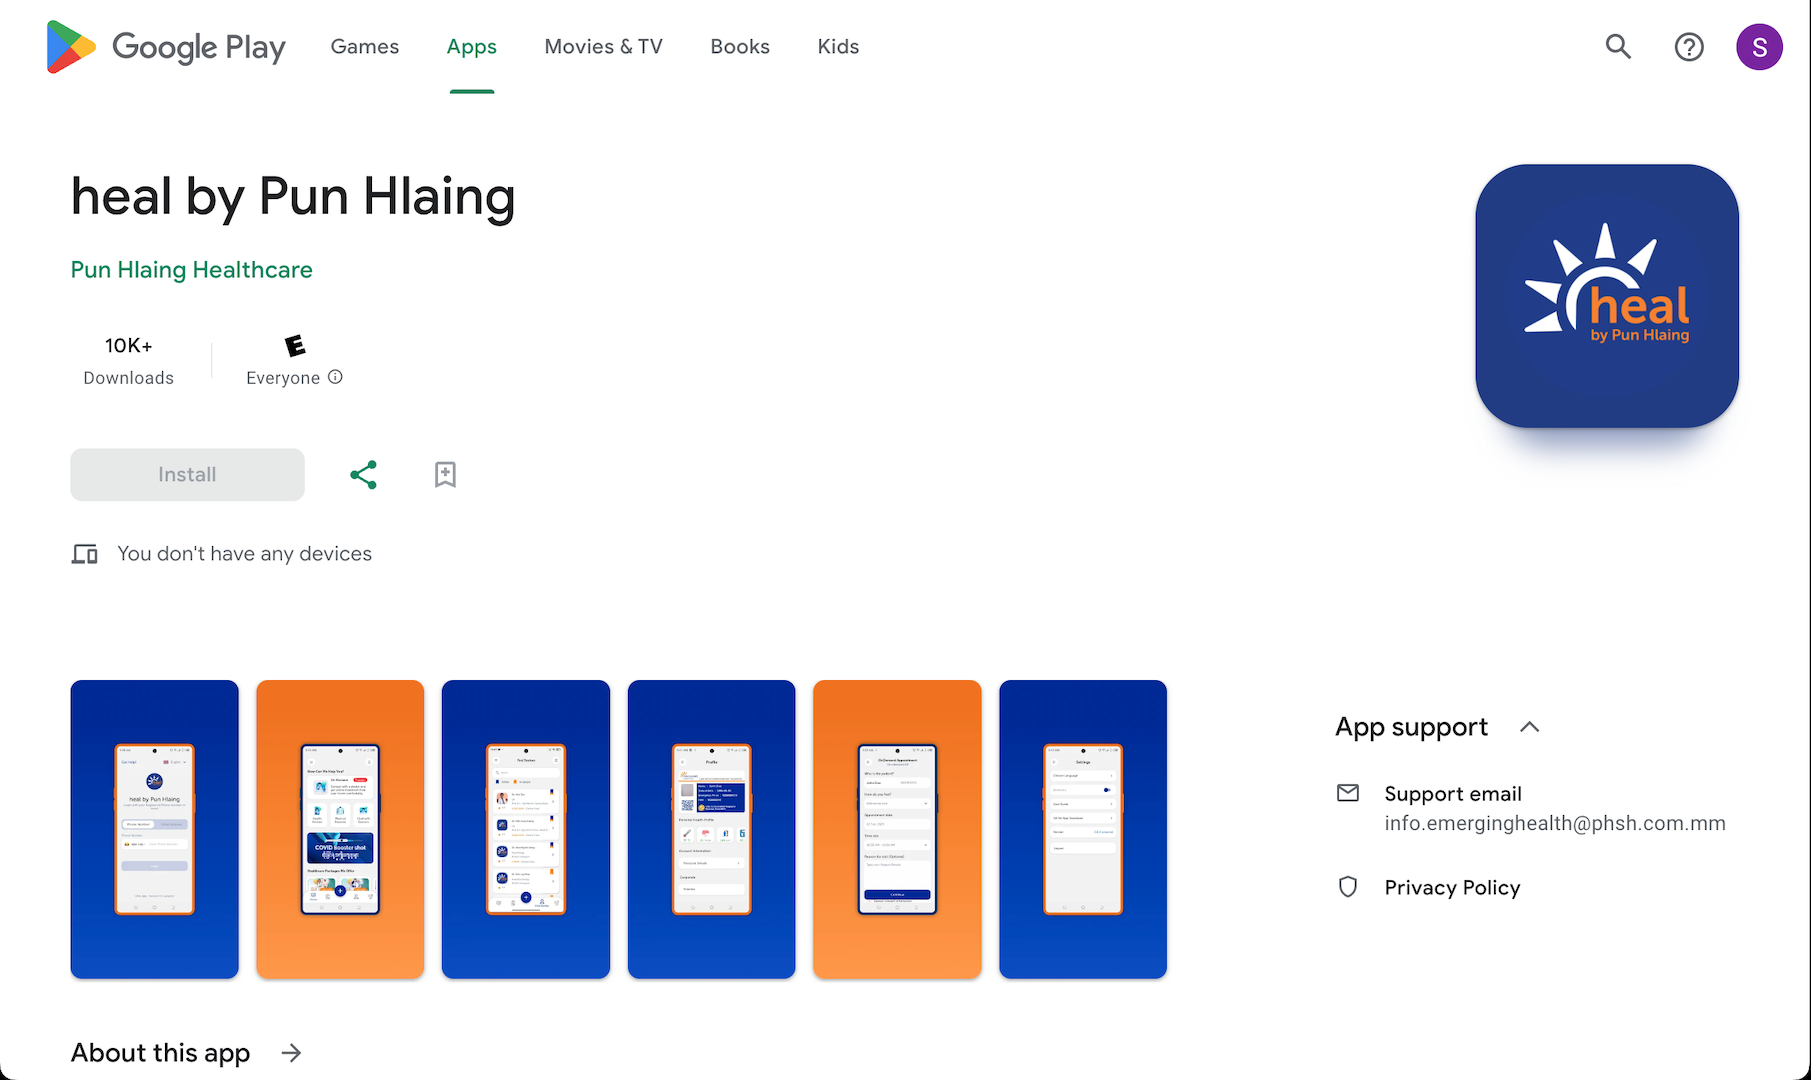 Google Play
Games
Apps
Movies & TV
Books
Kids
S
heal by Pun Hlaing
Pun Hlaing Healthcare
10K+
Downloads
E
Everyone
Install
You don't have any devices
heal
by Pun Hlaing
heal by Pun Hlaing
COVID Booster shot
Profile
Settings
App support
Support email
info.emerginghealth@phsh.com.mm
Privacy Policy
About this app